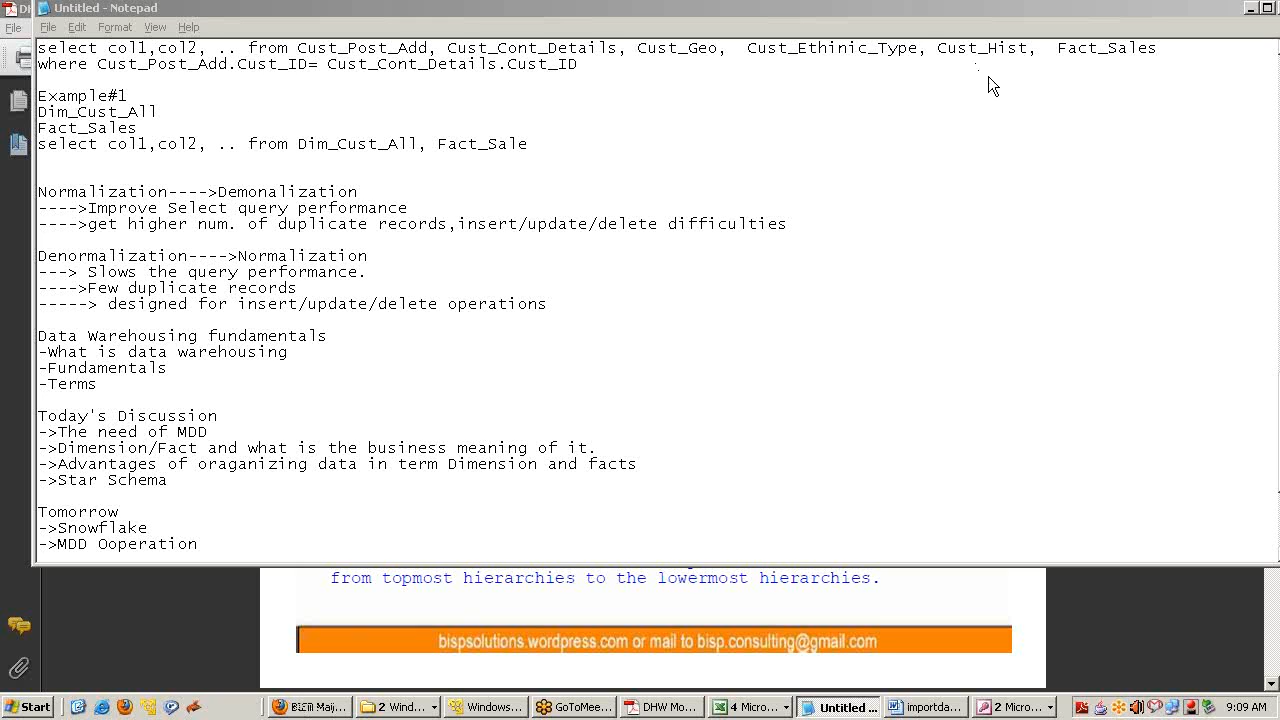 Untitled - Notepad
File Edit Format View Help
select col1,col2, .. from Cust_Post_Add, Cust_Cont_Details, Cust_Geo, Cust_Ethinic_Type, Cust_Hist, Fact_Sales
where Cust_Post_Add.Cust_ID= Cust_Cont_Details.Cust_ID
Example#1
Dim_Cust_All
Fact_Sales
select col1,col2, .. from Dim_Cust_All, Fact_Sale
Normalization---->Demonalization
---->Improve Select query performance
---->get higher num. of duplicate records,insert/update/delete difficulties
Denormalization---->Normalization
---> Slows the query performance.
---->Few duplicate records
-----> designed for insert/update/delete operations
Data Warehousing fundamentals
-What is data warehousing
-Fundamentals
-Terms
Today's Discussion
->The need of MDD
->Dimension/Fact and what is the business meaning of it.
->Advantages of oraganizing data in term Dimension and facts
->Star Schema
Tomorrow
->Snowflake
->MDD Ooperation
from topmost hierarchies to the lowermost hierarchies.
bispsolutions.wordpress.com or mail to bisp.consulting@gmail.com
Start 2 Wind... Windows... GoToMee... DHW Mo... 4 Micro... Untitled ... importda... 2 Micro... 9:09 AM